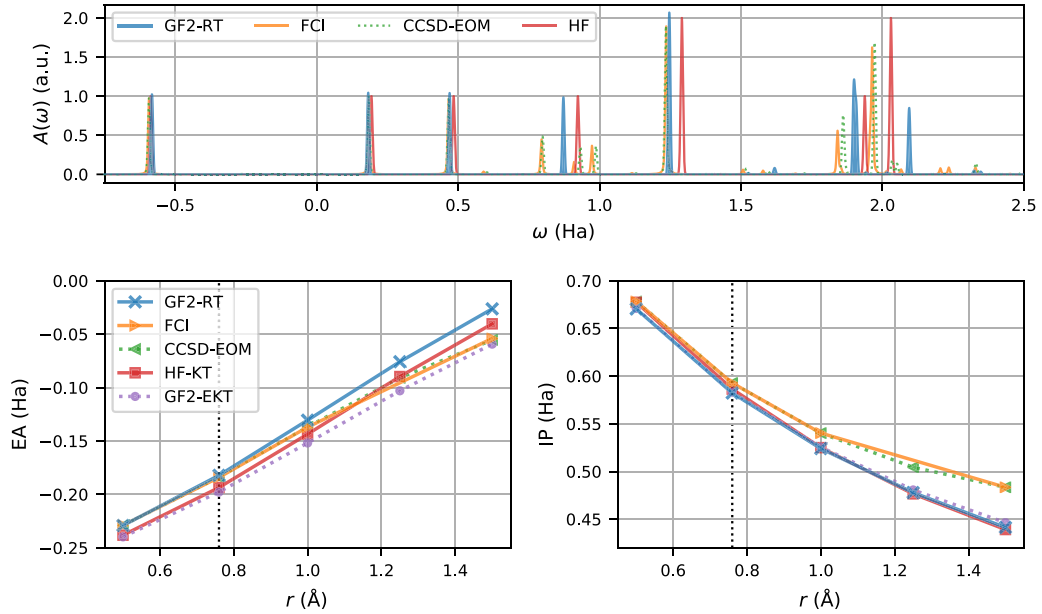 2.0
1.5
1.0
0.5
0.0
A(ω) (a.u.)
GF2-RT FCI CCSD-EOM HF
−0.5 0.0 0.5 1.0 1.5 2.0 2.5
ω (Ha)
0.00
−0.05
−0.10
−0.15
−0.20
−0.25
EA (Ha)
GF2-RT
FCI
CCSD-EOM
HF-KT
GF2-EKT
0.6 0.8 1.0 1.2 1.4
r (Å)
0.70
0.65
0.60
0.55
0.50
0.45
IP (Ha)
0.6 0.8 1.0 1.2 1.4
r (Å)